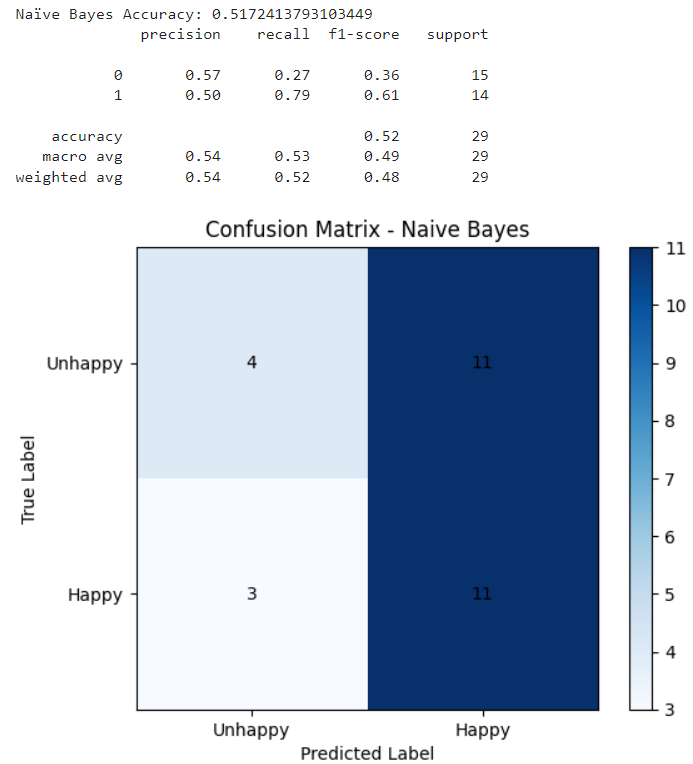 Naïve Bayes Accuracy: 0.5172413793103449
precision recall f1-score support
0 0.57 0.27 0.36 15
1 0.50 0.79 0.61 14
accuracy 0.52 29
macro avg 0.54 0.53 0.49 29
weighted avg 0.54 0.52 0.48 29
Confusion Matrix - Naive Bayes
11
10
9
8
7
6
5
4
3
Unhappy 4 11
True Label
Happy 3 11
Unhappy Happy
Predicted Label